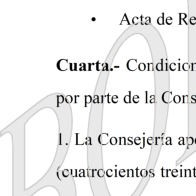 • Acta de Re
Cuarta.- Condicion
por parte de la Cons
1. La Consejería ap
(cuatrocientos treint